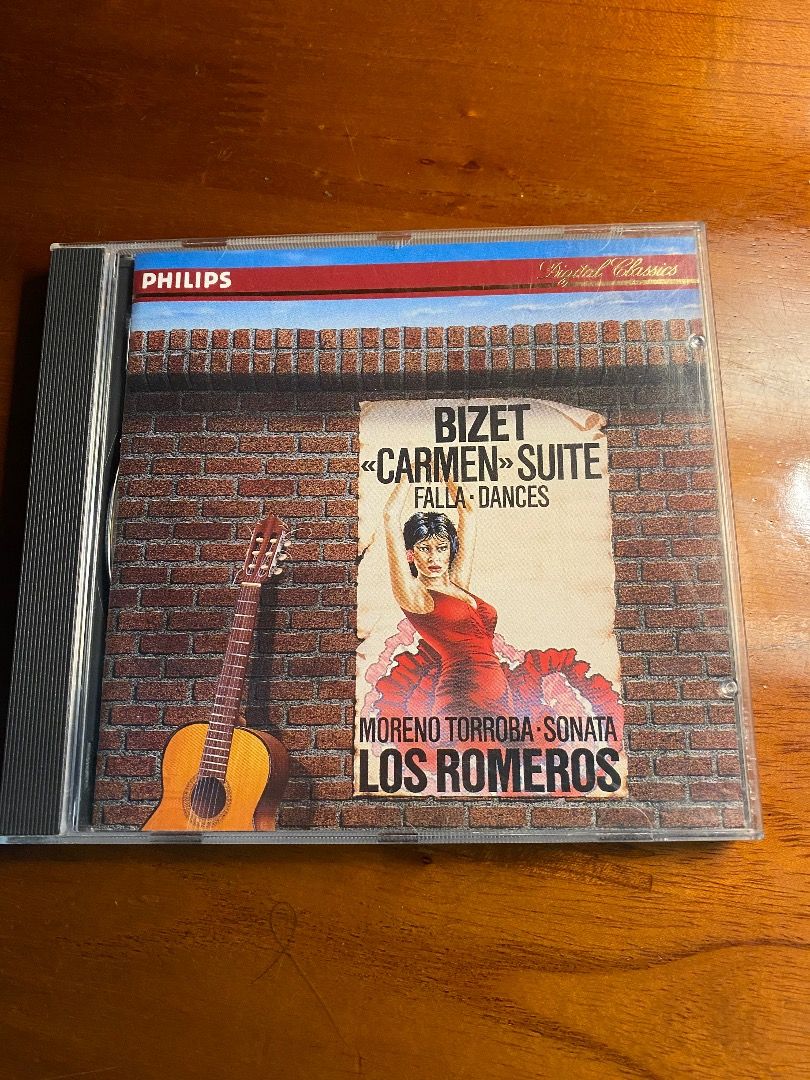 PHILIPS
Digital Classics
BIZET
«CARMEN» SUITE
FALLA · DANCES
MORENO TORROBA · SONATA
LOS ROMEROS